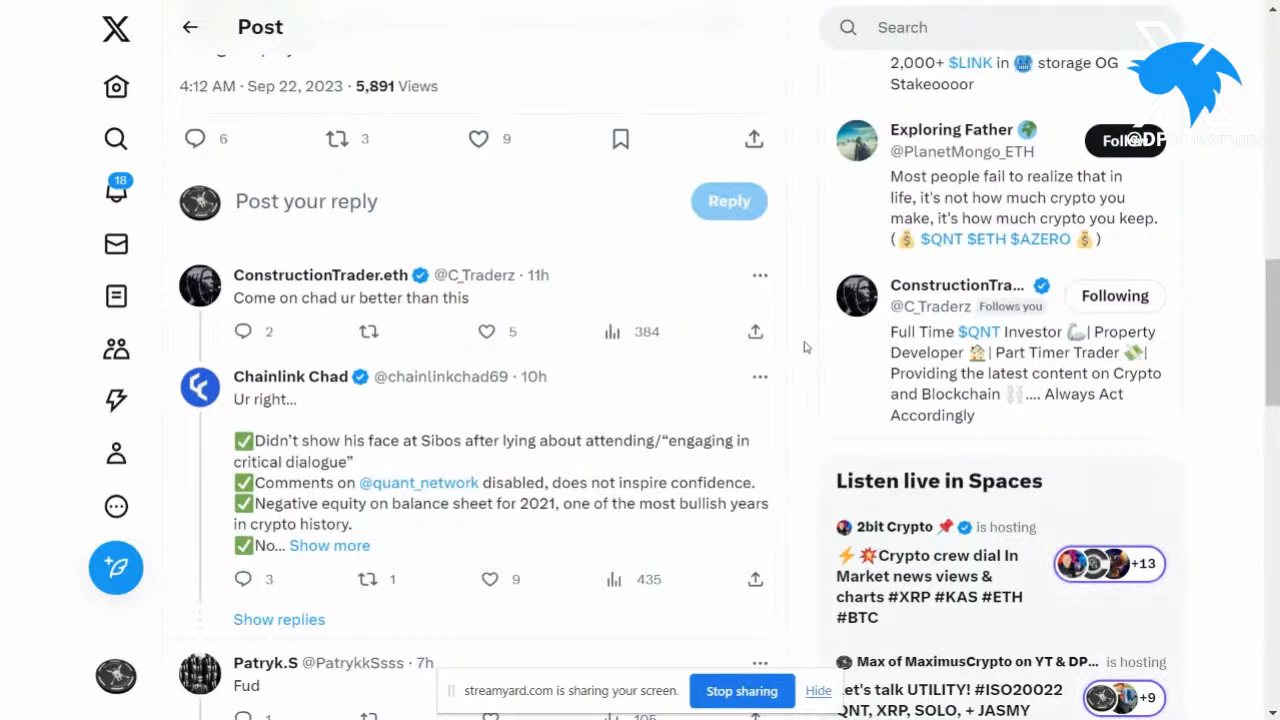 Post
Search
4:12 AM · Sep 22, 2023 · 5,891 Views
6
3
9
18
Post your reply
Reply
ConstructionTrader.eth @C_Traderz · 11h
Come on chad ur better than this
2
5
384
Chainlink Chad @chainlinkchad69 · 10h
Ur right...
✅Didn't show his face at Sibos after lying about attending/“engaging in
critical dialogue”
✅Comments on @quant_network disabled, does not inspire confidence.
✅Negative equity on balance sheet for 2021, one of the most bullish years
in crypto history.
✅No... Show more
3
1
9
435
Show replies
Patryk.S @PatrykkSsss · 7h
Fud
streamyard.com is sharing your screen.
Stop sharing
Hide
2,000+ $LINK in 🥶 storage OG
Stakeoooor
Exploring Father
@PlanetMongo_ETH
Most people fail to realize that in
life, it's not how much crypto you
make, it's how much crypto you keep.
(💰 $QNT $ETH $AZERO 💰)
ConstructionTra...
@C_Traderz Follows you
Following
Full Time $QNT Investor 🦾| Property
Developer 🏠| Part Timer Trader 💸|
Providing the latest content on Crypto
and Blockchain ⛓.... Always Act
Accordingly
Listen live in Spaces
2bit Crypto 📌 is hosting
⚡💥Crypto crew dial In
Market news views &
charts #XRP #KAS #ETH
#BTC
+13
Max of MaximusCrypto on YT & DP... is hosting
Let's talk UTILITY! #ISO20022
QNT, XRP, SOLO, + JASMY
+9